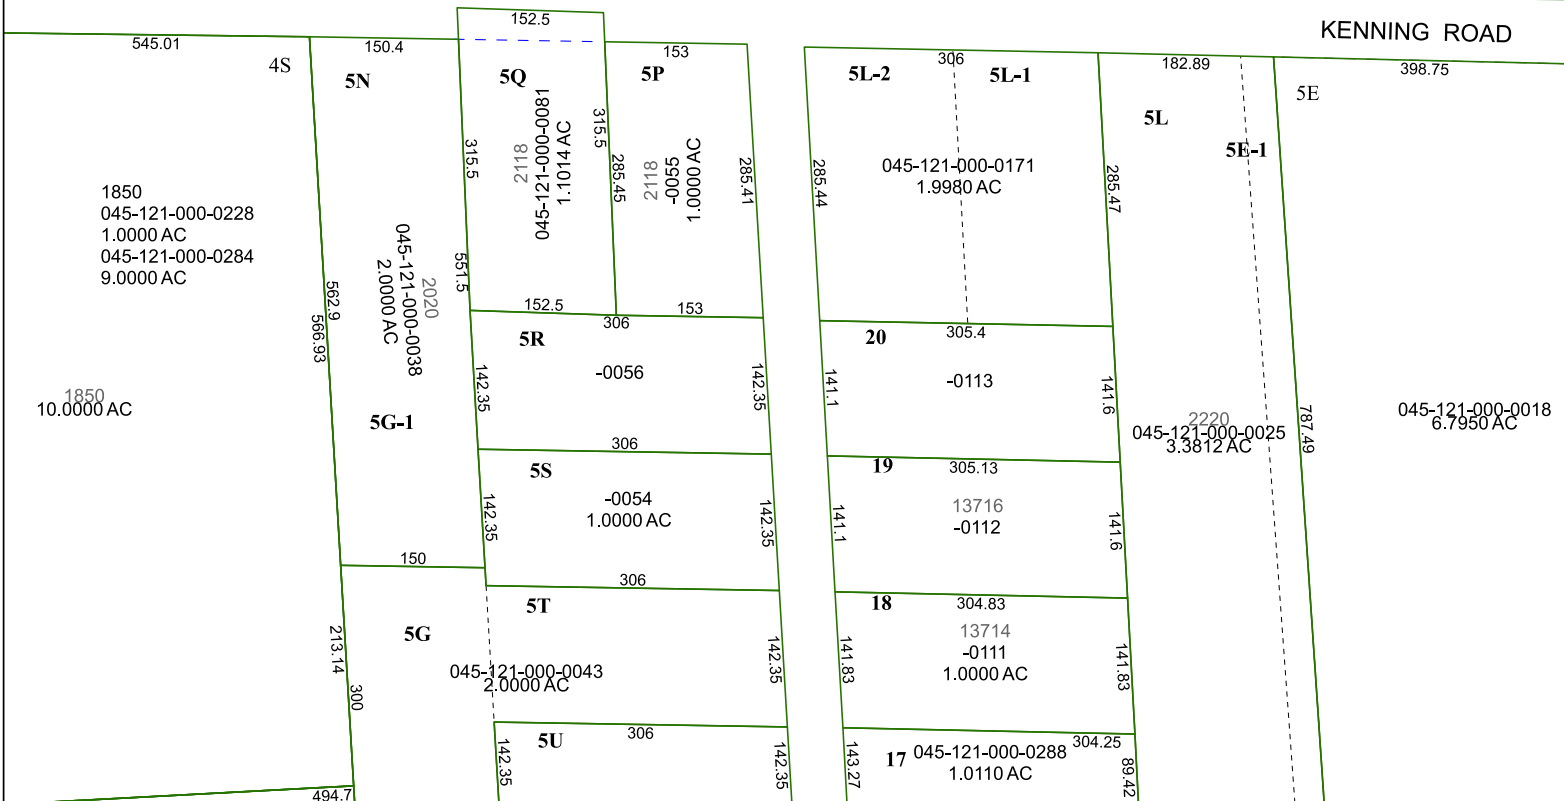 KENNING ROAD
545.01
4S
150.4
5N
152.5
5Q
315.5
2118
045-121-000-0081
1.1014 AC
315.5
153
5P
285.45
2118
-0055
1.0000 AC
285.41
306
5L-2
5L-1
285.44
045-121-000-0171
1.9980 AC
285.47
182.89
5L
5E-1
398.75
5E
1850
045-121-000-0228
1.0000 AC
045-121-000-0284
9.0000 AC
562.9
566.93
2020
045-121-000-0038
2.0000 AC
551.5
152.5
153
306
5R
142.35
-0056
142.35
305.4
20
141.1
-0113
141.6
1850
10.0000 AC
5G-1
2220
045-121-000-0025
3.3812 AC
787.49
045-121-000-0018
6.7950 AC
306
5S
142.35
-0054
1.0000 AC
142.35
305.13
19
141.1
13716
-0112
141.6
150
306
5T
5G
213.14
300
045-121-000-0043
2.0000 AC
142.35
304.83
18
141.83
13714
-0111
1.0000 AC
141.83
306
5U
142.35
142.35
304.25
17
045-121-000-0288
1.0110 AC
143.27
89.42
494.7